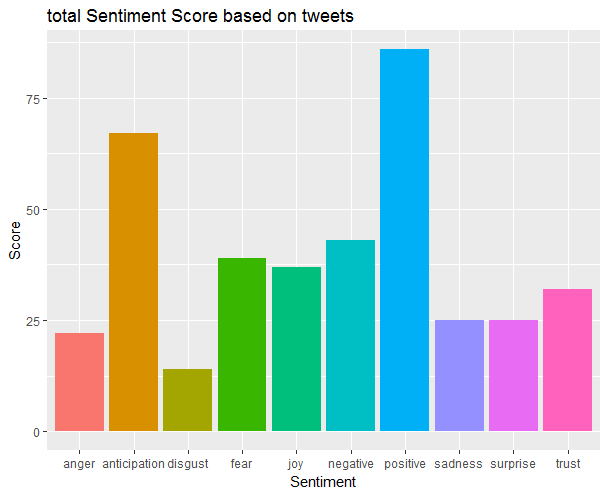 total Sentiment Score based on tweets
75
50
25
0
Score
anger anticipation disgust fear joy negative positive sadness surprise trust
Sentiment